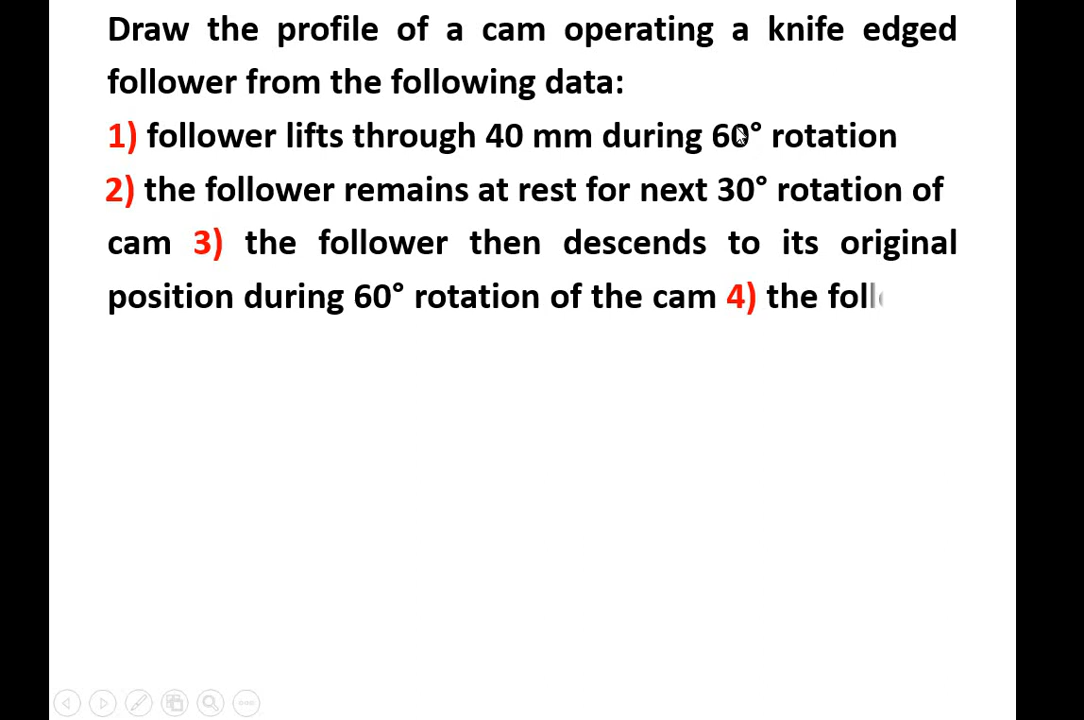 Draw the profile of a cam operating a knife edged
follower from the following data:
1) follower lifts through 40 mm during 60° rotation
2) the follower remains at rest for next 30° rotation of
cam 3) the follower then descends to its original
position during 60° rotation of the cam 4) the